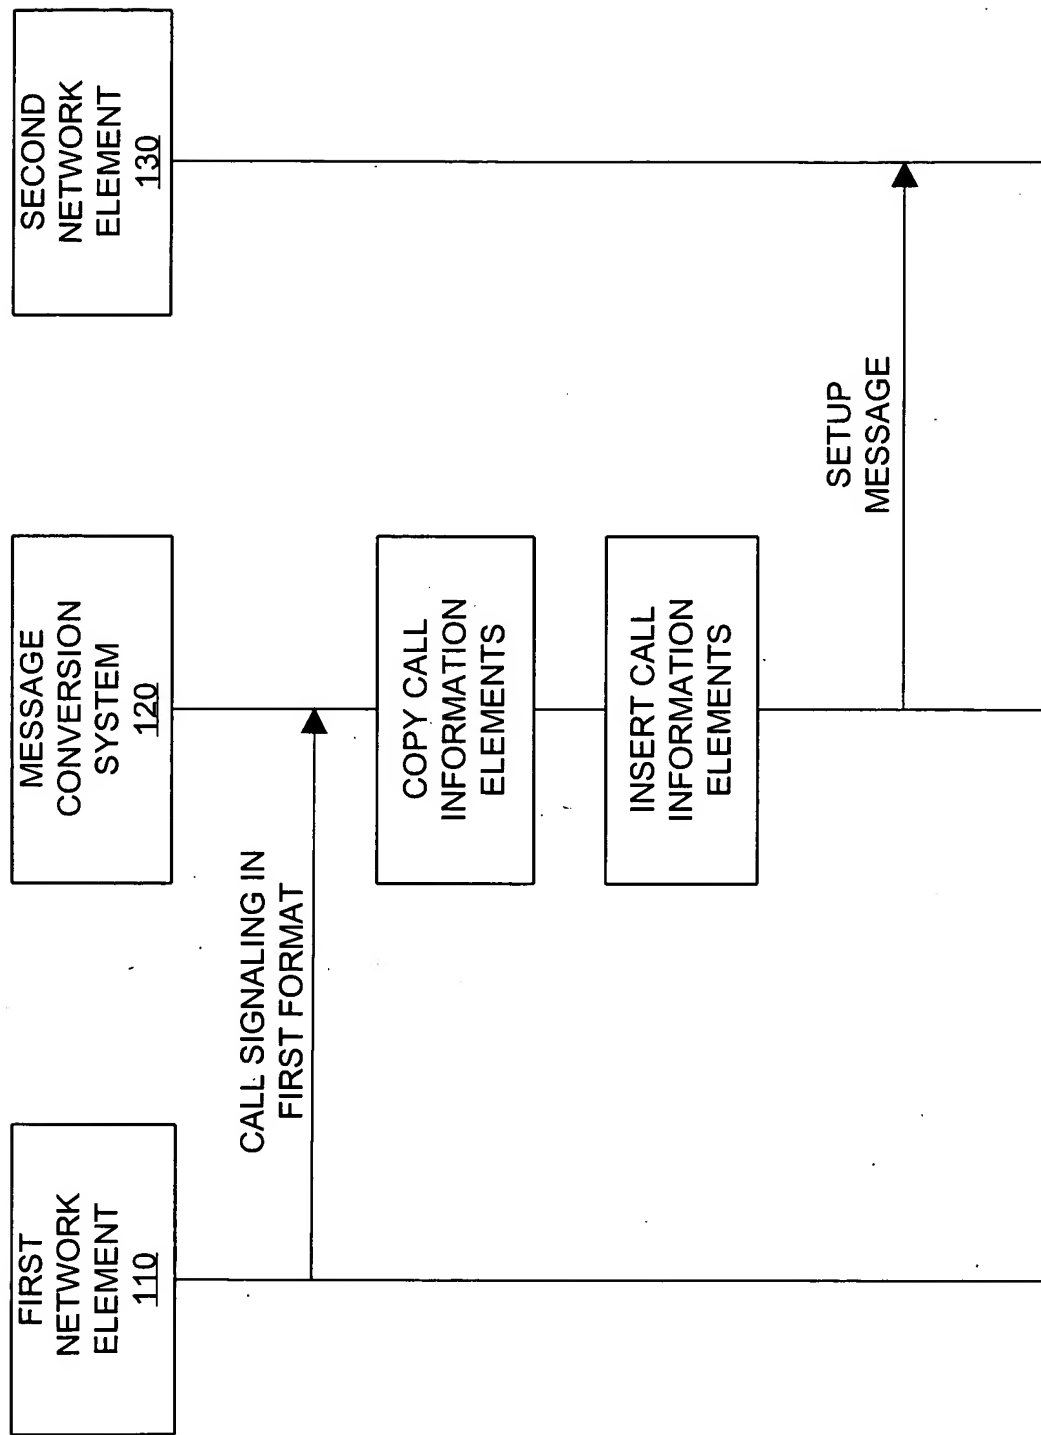 FIRST
NETWORK
ELEMENT
110
MESSAGE
CONVERSION
SYSTEM
120
SECOND
NETWORK
ELEMENT
130
CALL SIGNALING IN
FIRST FORMAT
COPY CALL
INFORMATION
ELEMENTS
INSERT CALL
INFORMATION
ELEMENTS
SETUP
MESSAGE